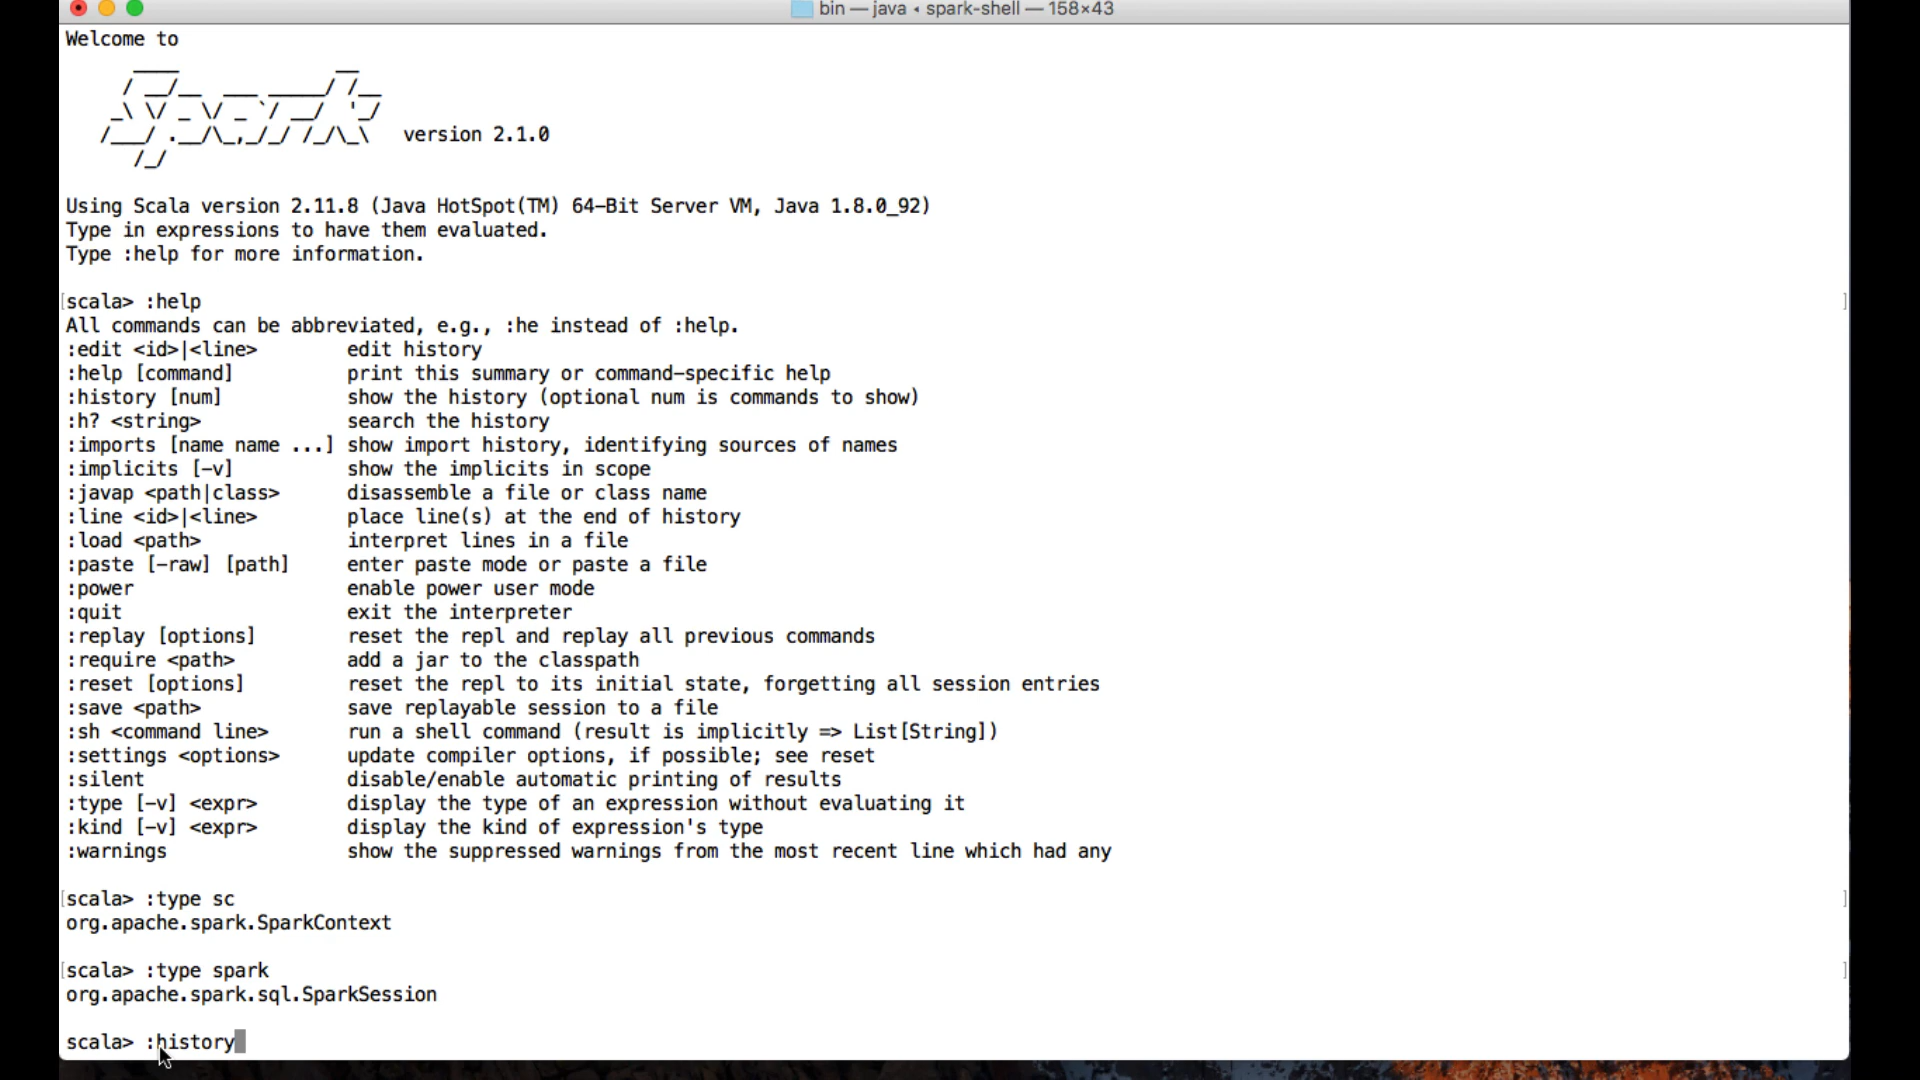 bin — java ◂ spark-shell — 158×43
Welcome to
      ____              __
     / __/__  ___ _____/ /__
    _\ \/ _ \/ _ `/ __/  '_/
   /___/ .__/\_,_/_/ /_/\_\   version 2.1.0
      /_/
Using Scala version 2.11.8 (Java HotSpot(TM) 64-Bit Server VM, Java 1.8.0_92)
Type in expressions to have them evaluated.
Type :help for more information.
[scala> :help ]
All commands can be abbreviated, e.g., :he instead of :help.
:edit <id>|<line>        edit history
:help [command]          print this summary or command-specific help
:history [num]           show the history (optional num is commands to show)
:h? <string>             search the history
:imports [name name ...] show import history, identifying sources of names
:implicits [-v]          show the implicits in scope
:javap <path|class>      disassemble a file or class name
:line <id>|<line>        place line(s) at the end of history
:load <path>             interpret lines in a file
:paste [-raw] [path]     enter paste mode or paste a file
:power                   enable power user mode
:quit                    exit the interpreter
:replay [options]        reset the repl and replay all previous commands
:require <path>          add a jar to the classpath
:reset [options]         reset the repl to its initial state, forgetting all session entries
:save <path>             save replayable session to a file
:sh <command line>       run a shell command (result is implicitly => List[String])
:settings <options>      update compiler options, if possible; see reset
:silent                  disable/enable automatic printing of results
:type [-v] <expr>        display the type of an expression without evaluating it
:kind [-v] <expr>        display the kind of expression's type
:warnings                show the suppressed warnings from the most recent line which had any
[scala> :type sc ]
org.apache.spark.SparkContext
[scala> :type spark ]
org.apache.spark.sql.SparkSession
scala> :history